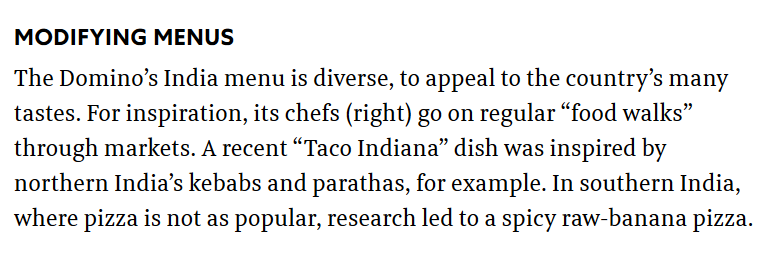 MODIFYING MENUS
The Domino’s India menu is diverse, to appeal to the country’s many
tastes. For inspiration, its chefs (right) go on regular “food walks”
through markets. A recent “Taco Indiana” dish was inspired by
northern India’s kebabs and parathas, for example. In southern India,
where pizza is not as popular, research led to a spicy raw-banana pizza.